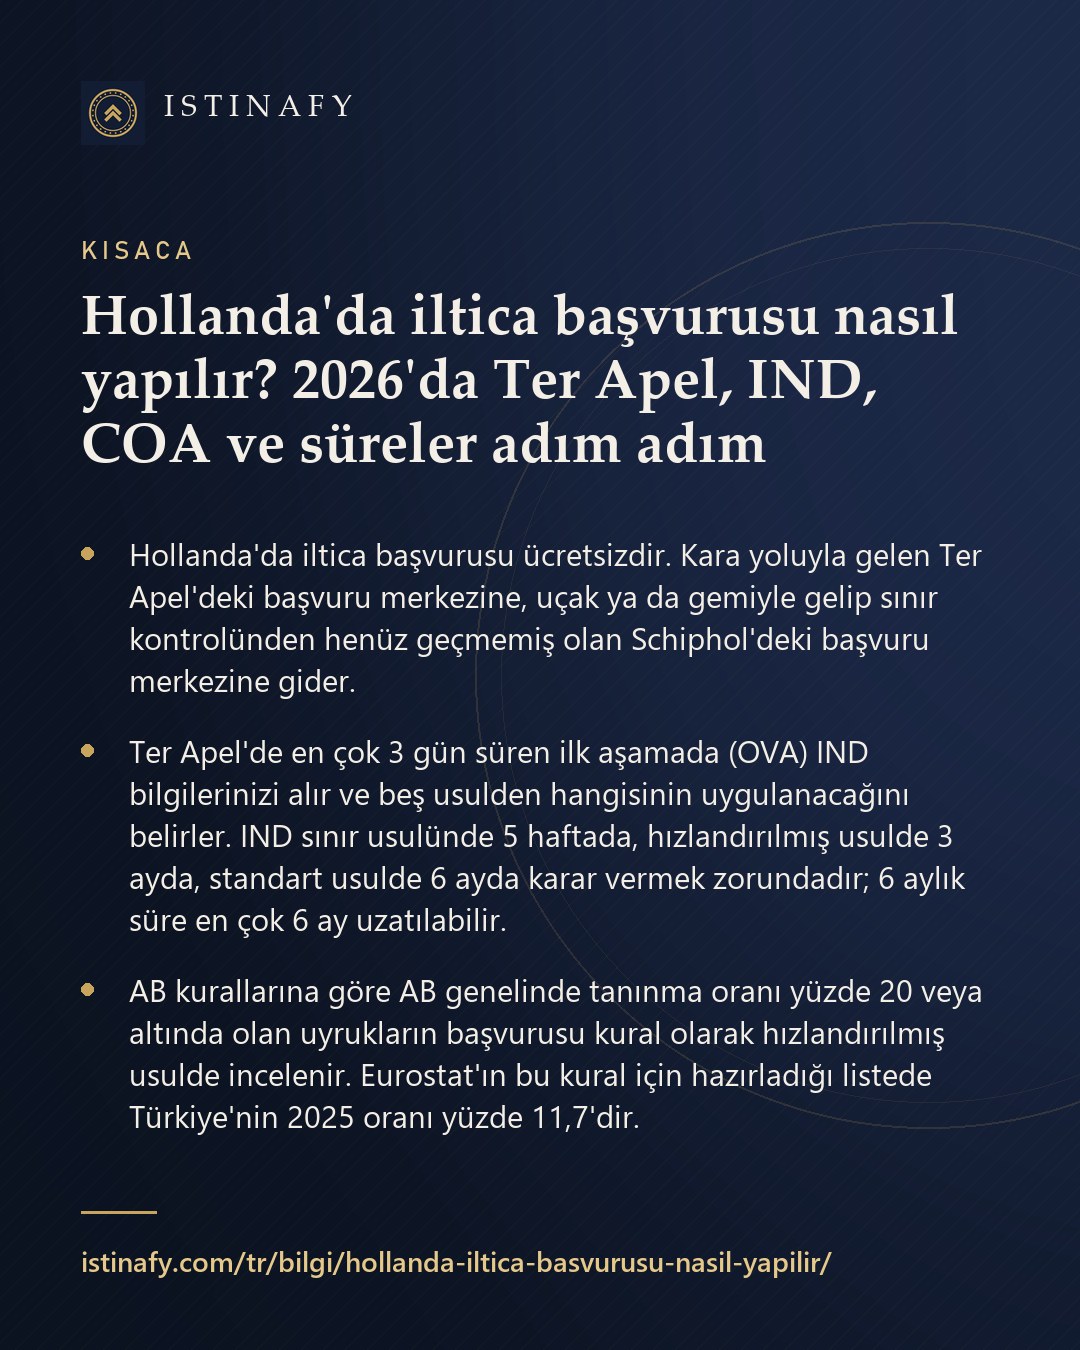 ISTINAFY
KISACA
Hollanda'da iltica başvurusu nasıl
yapılır? 2026'da Ter Apel, IND,
COA ve süreler adım adım
Hollanda'da iltica başvurusu ücretsizdir. Kara yoluyla gelen Ter
Apel'deki başvuru merkezine, uçak ya da gemiyle gelip sınır
kontrolünden henüz geçmemiş olan Schiphol'deki başvuru
merkezine gider.
Ter Apel'de en çok 3 gün süren ilk aşamada (OVA) IND
bilgilerinizi alır ve beş usulden hangisinin uygulanacağını
belirler. IND sınır usulünde 5 haftada, hızlandırılmış usulde 3
ayda, standart usulde 6 ayda karar vermek zorundadır; 6 aylık
süre en çok 6 ay uzatılabilir.
AB kurallarına göre AB genelinde tanınma oranı yüzde 20 veya
altında olan uyrukların başvurusu kural olarak hızlandırılmış
usulde incelenir. Eurostat'ın bu kural için hazırladığı listede
Türkiye'nin 2025 oranı yüzde 11,7'dir.
istinafy.com/tr/bilgi/hollanda-iltica-basvurusu-nasil-yapilir/